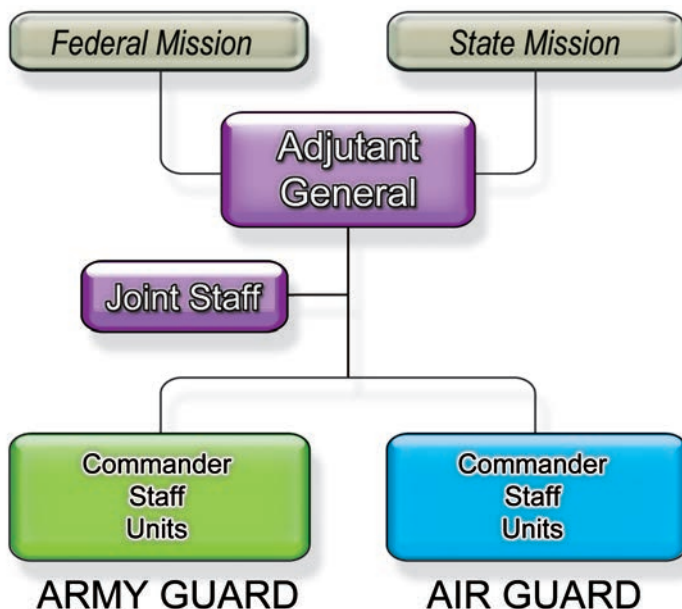 Federal Mission
State Mission
Adjutant
General
Joint Staff
Commander
Staff
Units
ARMY GUARD
Commander
Staff
Units
AIR GUARD